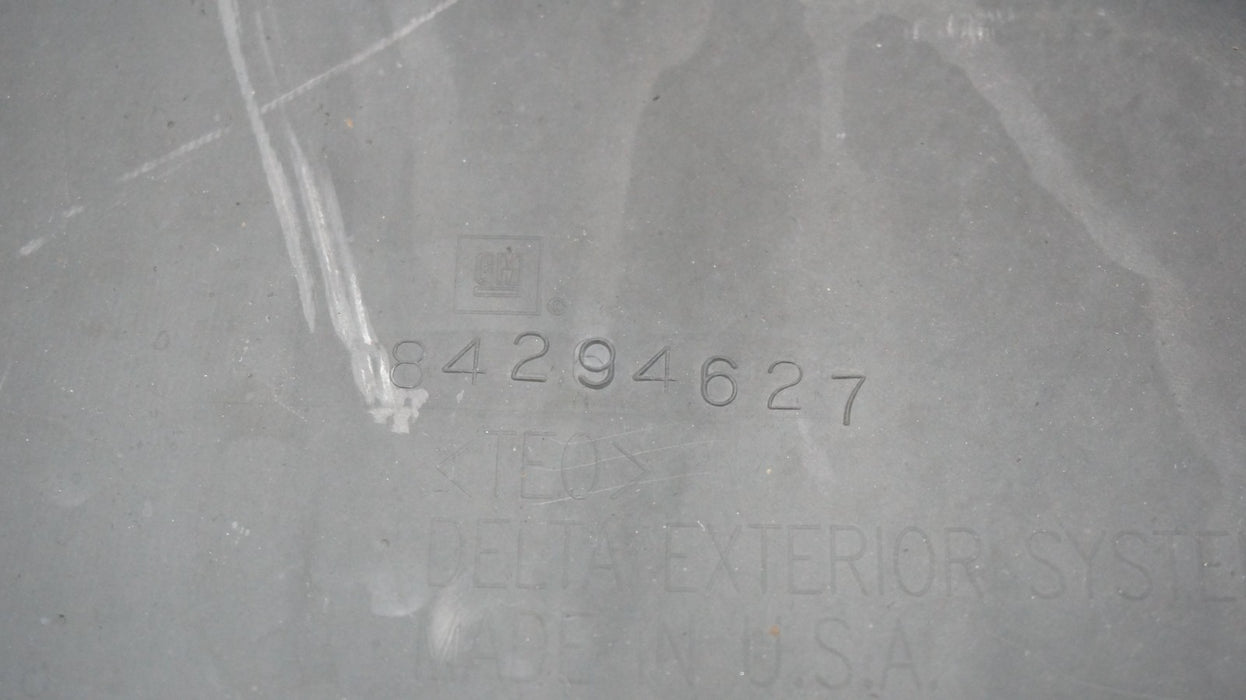 GM
®
84294627
<TEO>
DELTA EXTERIOR SYSTE
MADE IN U.S.A.